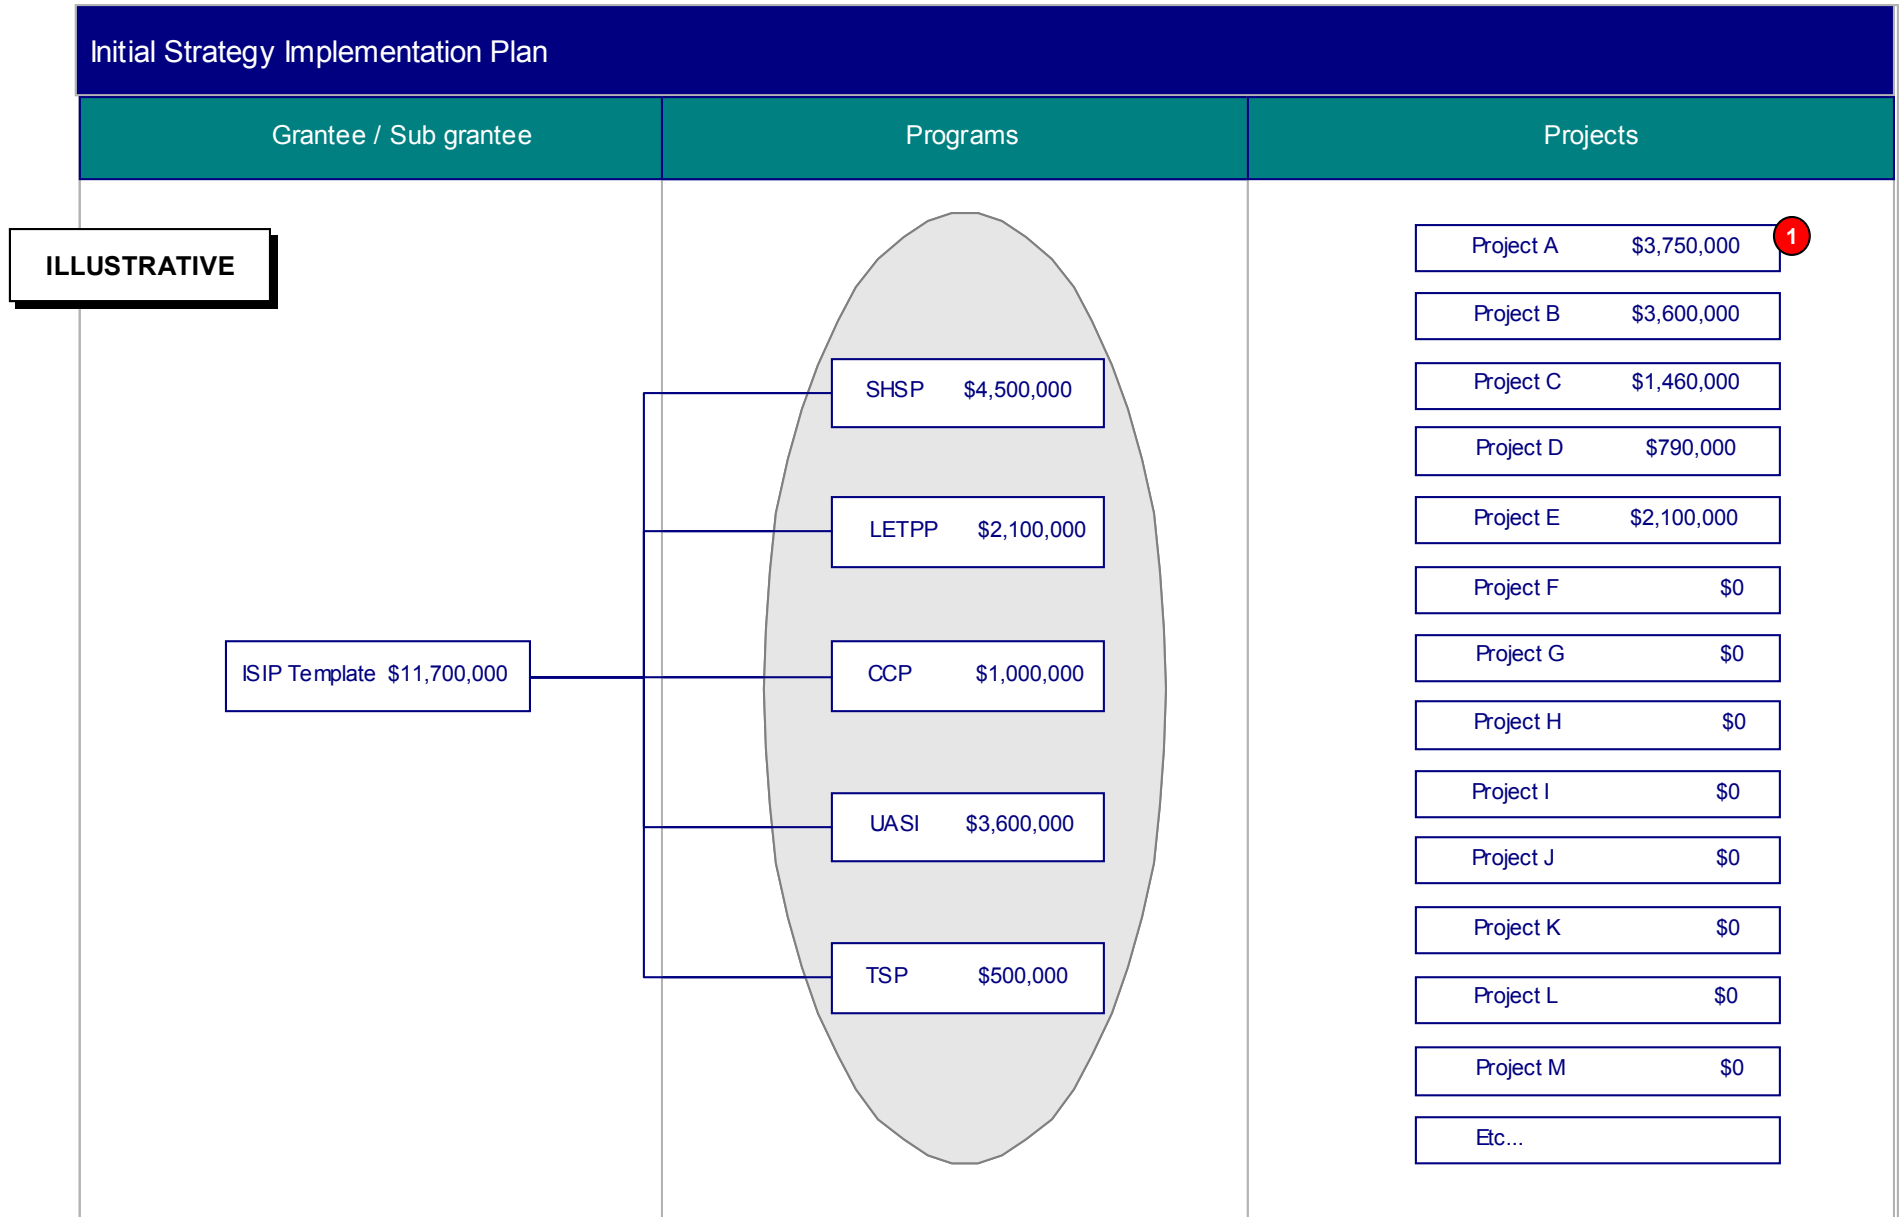 Initial Strategy Implementation Plan
Grantee / Sub grantee
Programs
Projects
ILLUSTRATIVE
ISIP Template $11,700,000
SHSP $4,500,000
LETPP $2,100,000
CCP $1,000,000
UASI $3,600,000
TSP $500,000
1
Project A $3,750,000
Project B $3,600,000
Project C $1,460,000
Project D $790,000
Project E $2,100,000
Project F $0
Project G $0
Project H $0
Project I $0
Project J $0
Project K $0
Project L $0
Project M $0
Etc...